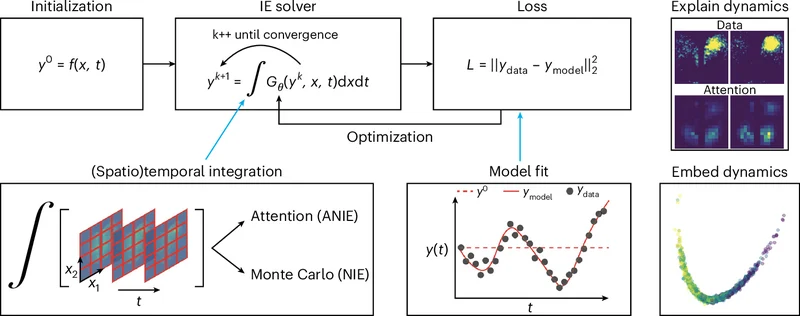 Initialization
y⁰ = f(x, t)
IE solver
k++ until convergence
yᵏ⁺¹ = ∫ G_θ(yᵏ, x, t)dxdt
Loss
L = ||y_data − y_model||₂²
Optimization
Explain dynamics
Data
Attention
(Spatio)temporal integration
∫ [ ]
x₂
x₁
t
Attention (ANIE)
Monte Carlo (NIE)
Model fit
y⁰ y_model y_data
y(t)
t
Embed dynamics